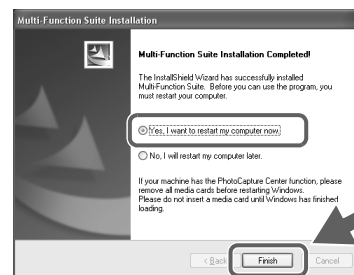 Multi-Function Suite Installation
Multi-Function Suite Installation Completed!
The InstallShield Wizard has successfully installed
Multi-Function Suite. Before you can use the program, you
must restart your computer.
Yes, I want to restart my computer now.
No, I will restart my computer later.
If your machine has the PhotoCapture Center function, please
remove all media cards before restarting Windows.
Please do not insert a media card until Windows has finished
loading.
< Back
Finish
Cancel